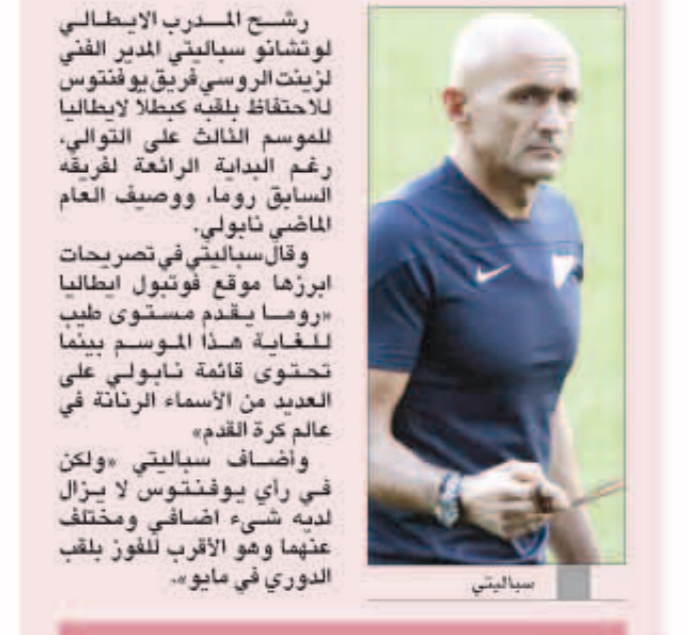 رشح المدرب الايطالي
لوتشانو سباليتي المدير الفني
لزينت الروسي فريق يوفنتوس
للاحتفاظ بلقبه كبطلا لايطاليا
للموسم الثالث على التوالي،
رغم البداية الرائعة لفريقه
السابق روما، ووصيف العام
الماضي نابولي.
وقال سباليتي في تصريحات
ابرزها موقع فوتبول ايطاليا
«روما يقدم مستوى طيب
للغاية هذا الموسم بينما
تحتوى قائمة نابولي على
العديد من الأسماء الرنانة في
عالم كرة القدم»
وأضاف سباليتي «ولكن
في رأي يوفنتوس لا يزال
لديه شيء اضافي ومختلف
عنهما وهو الأقرب للفوز بلقب
الدوري في مايو».
سباليتي